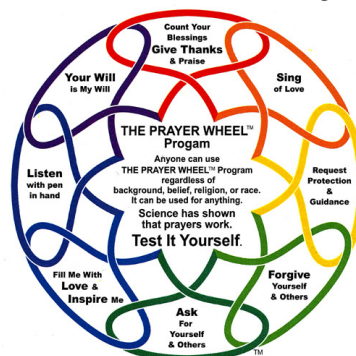 Count Your
Blessings
Give Thanks
& Praise
Sing
of Love
Request
Protection
&
Guidance
Forgive
Yourself
& Others
Ask
For
Yourself
& Others
Fill Me With
Love &
Inspire Me
Listen
with pen
in hand
Your Will
is My Will
THE PRAYER WHEEL™
Progam
Anyone can use
THE PRAYER WHEEL™ Program
regardless of
background, belief, religion, or race.
It can be used for anything.
Science has shown
that prayers work.
Test It Yourself.
TM